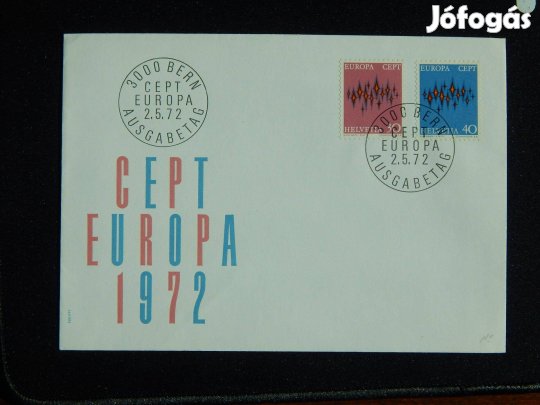 Jófogás
3000 BERN
CEPT
EUROPA
2.5.72
AUSGABETAG
EUROPA CEPT
HELVETIA
EUROPA CEPT
HELVETIA 40
3000 BERN
CEPT
EUROPA
2.5.72
AUSGABETAG
CEPT
EUROPA
1972